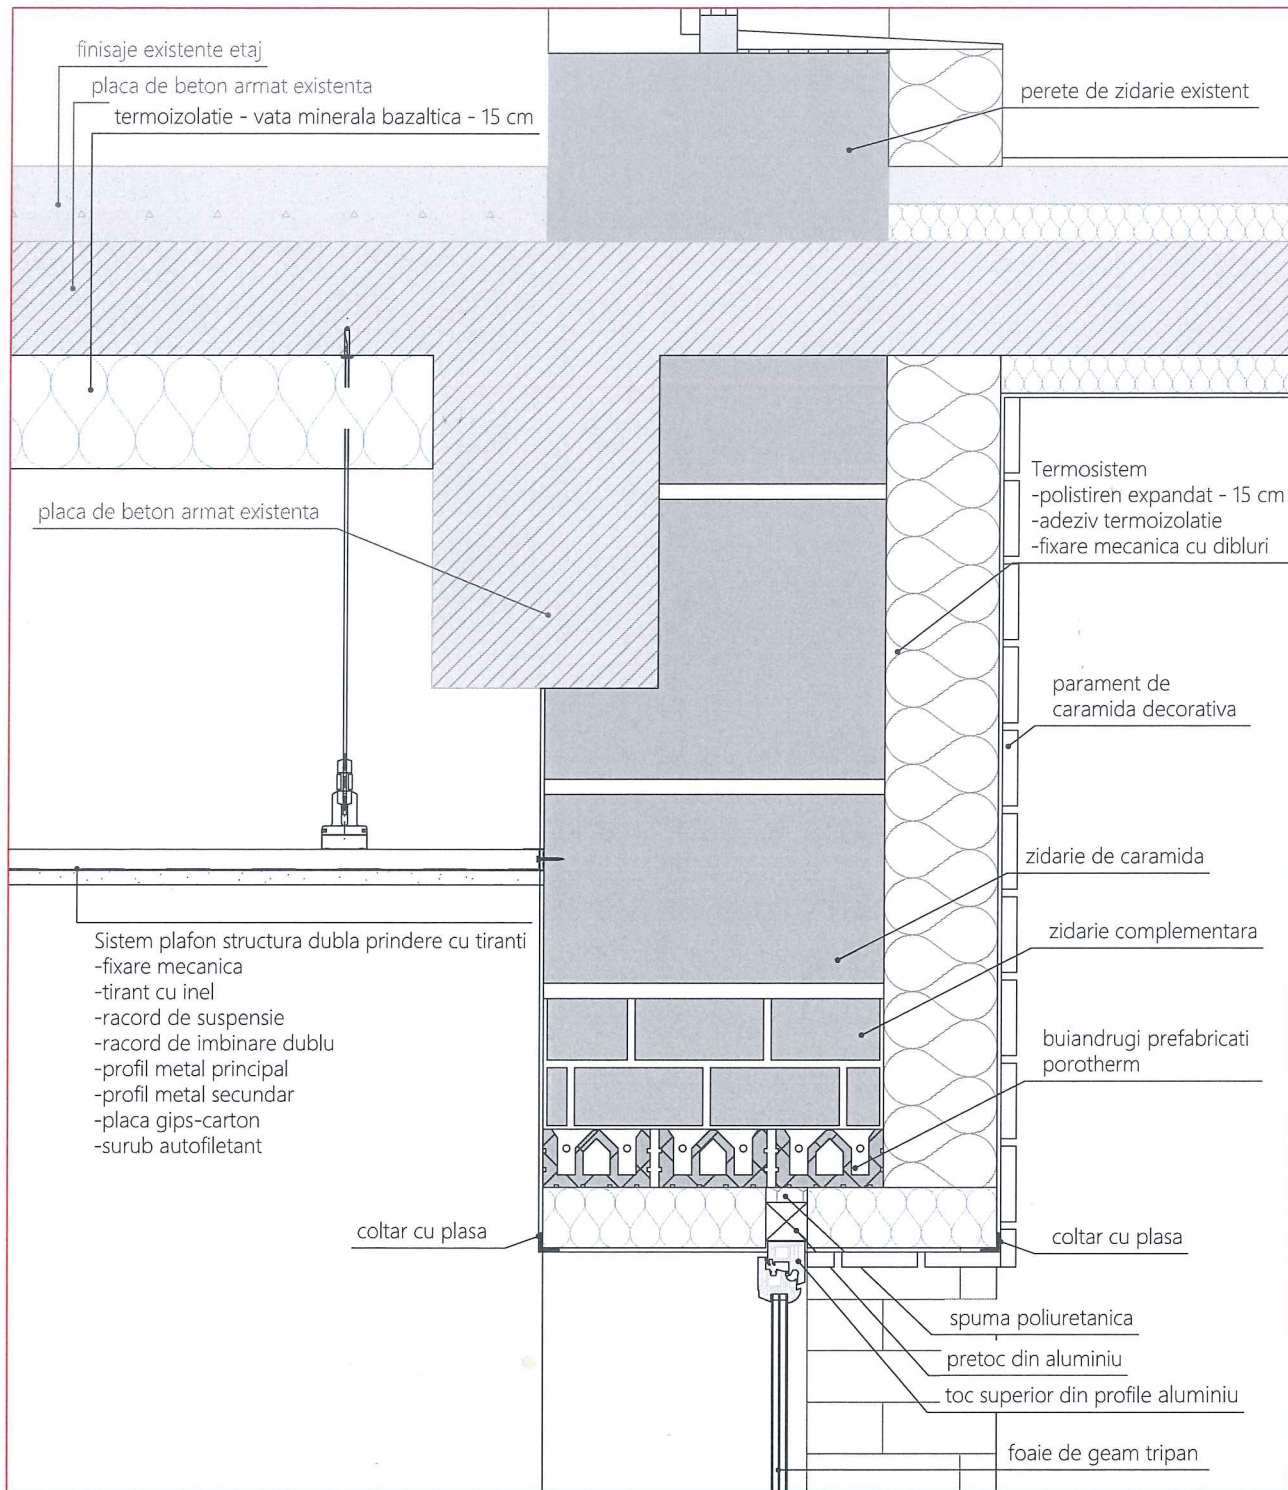 finisaje existente etaj
placa de beton armat existenta
termoizolatie - vata minerala bazaltica - 15 cm
perete de zidarie existent
placa de beton armat existenta
Termosistem
-polistiren expandat - 15 cm
-adeziv termoizolatie
-fixare mecanica cu dibluri
parament de
caramida decorativa
zidarie de caramida
zidarie complementara
buiandrugi prefabricati
porotherm
Sistem plafon structura dubla prindere cu tiranti
-fixare mecanica
-tirant cu inel
-racord de suspensie
-racord de imbinare dublu
-profil metal principal
-profil metal secundar
-placa gips-carton
-surub autofiletant
coltar cu plasa
coltar cu plasa
spuma poliuretanica
pretoc din aluminiu
toc superior din profile aluminiu
foaie de geam tripan